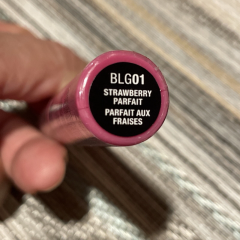 BLG01
STRAWBERRY
PARFAIT
PARFAIT AUX
FRAISES